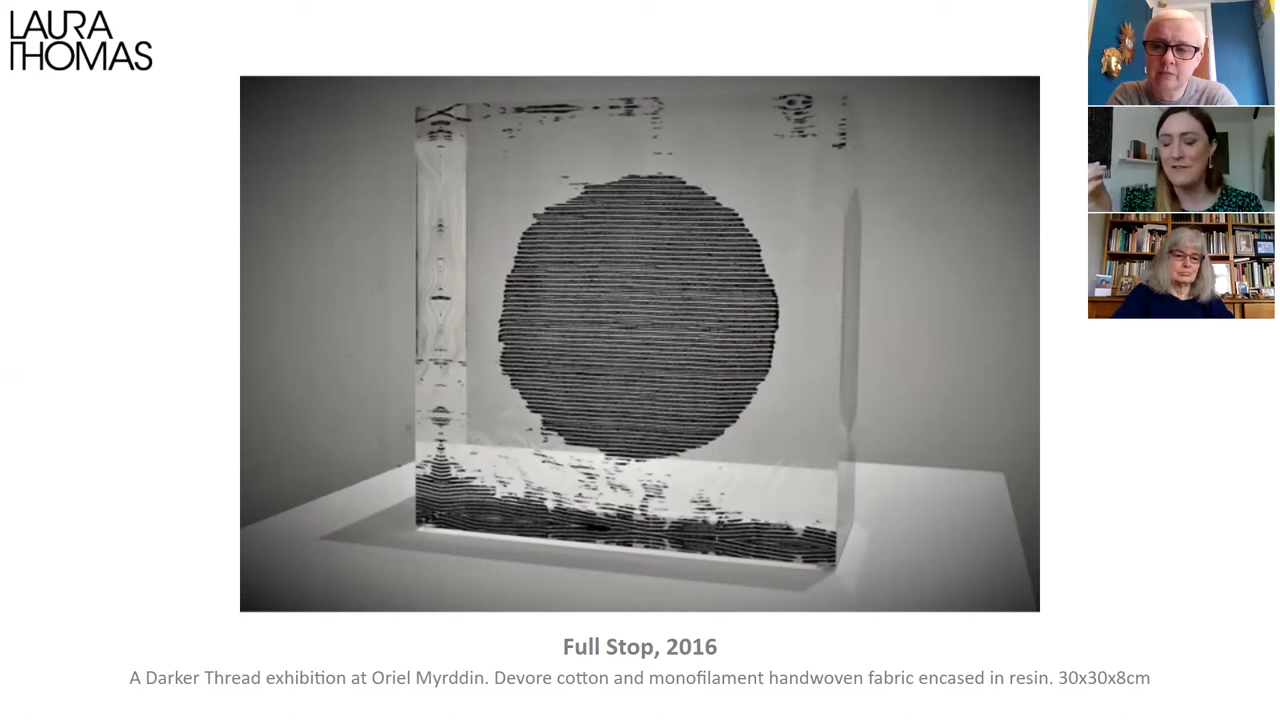 LAURA
THOMAS
Full Stop, 2016
A Darker Thread exhibition at Oriel Myrddin. Devore cotton and monofilament handwoven fabric encased in resin. 30x30x8cm